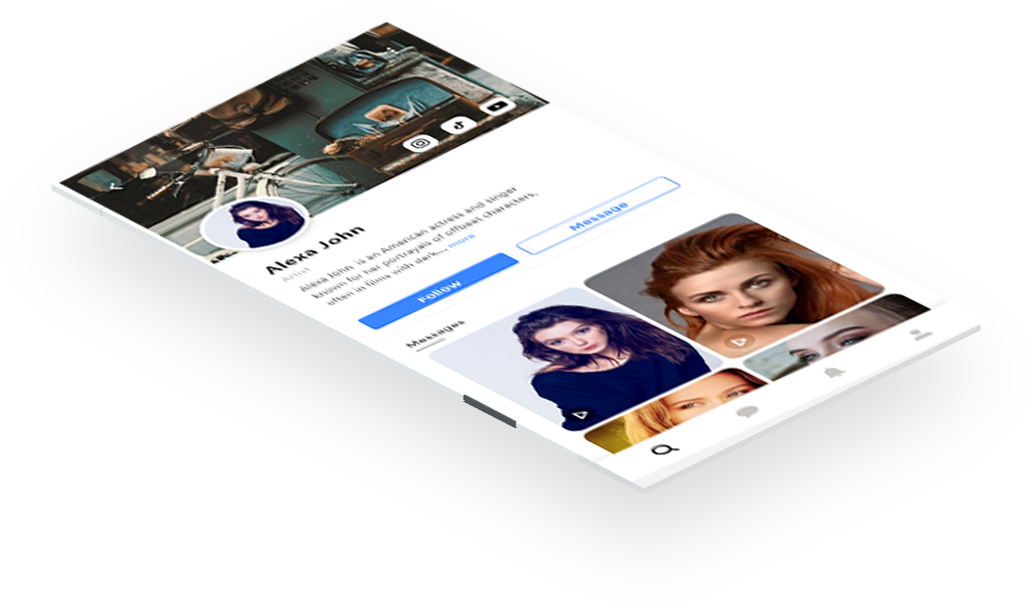 Alexa John
Artist
Alexa John is an American actress and singer
known for her portrayals of offbeat characters,
often in films with dark... more
Follow
Message
Messages